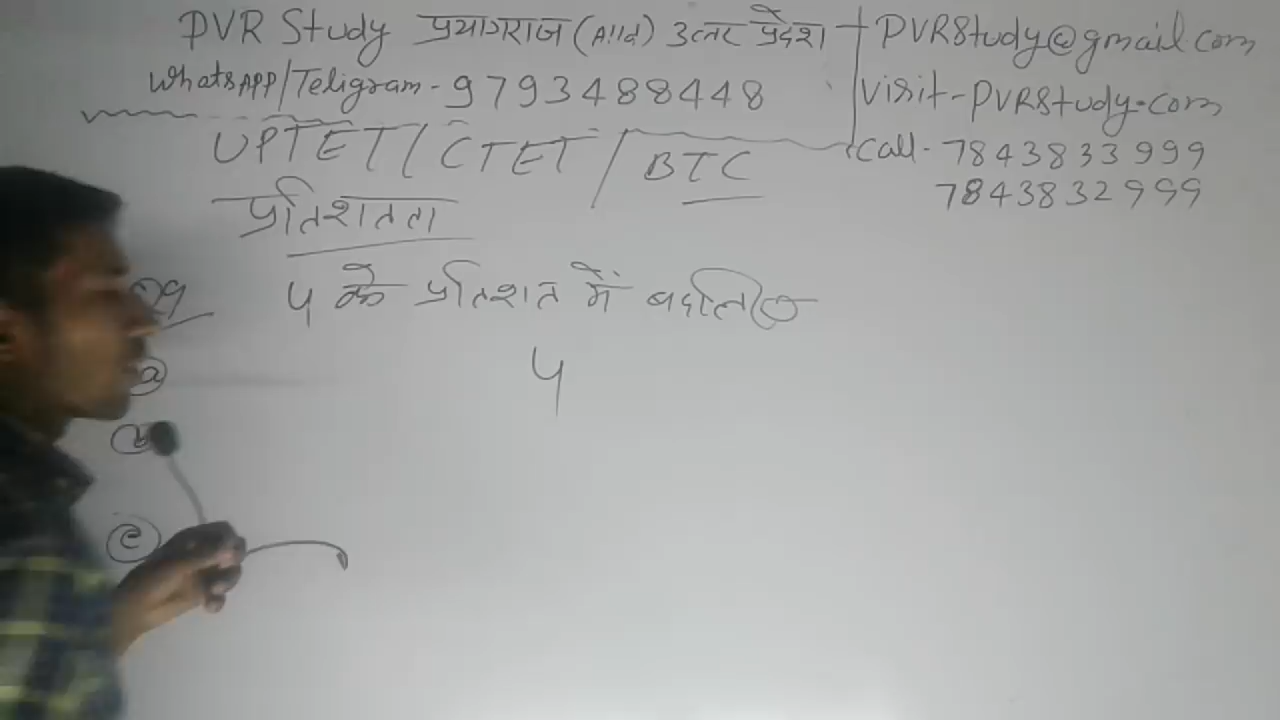 PVR Study प्रयागराज (Alld) उत्तर प्रदेश
WhatsAPP/Teligram - 9793488448
PVRStudy@gmail.com
Visit - PVRStudy.com
Call - 7843833999
7843832999
UPTET / CTET / BTC
प्रतिशतता
4 के प्रतिशत में बदलिए
4
(a)
(b)
(c)